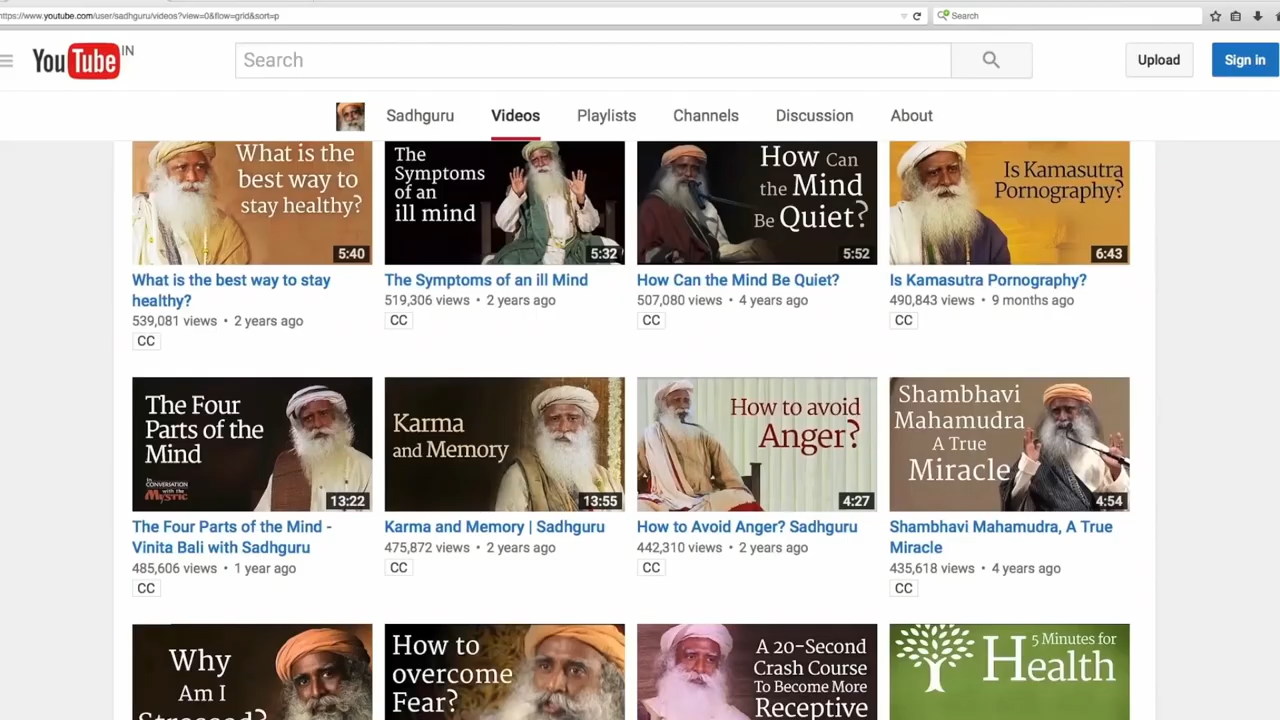 https://www.youtube.com/user/sadhguru/videos?view=0&flow=grid&sort=p
Search
YouTube IN
Search
Upload
Sign in
Sadhguru
Videos
Playlists
Channels
Discussion
About
What is the
best way to
stay healthy?
5:40
What is the best way to stay
healthy?
539,081 views • 2 years ago
CC
The
Symptoms
of an
ill mind
5:32
The Symptoms of an ill Mind
519,306 views • 2 years ago
CC
How Can
the Mind
Be Quiet?
5:52
How Can the Mind Be Quiet?
507,080 views • 4 years ago
CC
Is Kamasutra
Pornography?
6:43
Is Kamasutra Pornography?
490,843 views • 9 months ago
CC
The Four
Parts of the
Mind
In CONVERSATION
with the
MYSTIC
13:22
The Four Parts of the Mind -
Vinita Bali with Sadhguru
485,606 views • 1 year ago
CC
Karma
and Memory
13:55
Karma and Memory | Sadhguru
475,872 views • 2 years ago
CC
How to avoid
Anger?
4:27
How to Avoid Anger? Sadhguru
442,310 views • 2 years ago
CC
Shambhavi
Mahamudra
A True
Miracle
4:54
Shambhavi Mahamudra, A True
Miracle
435,618 views • 4 years ago
CC
Why
Am I
Stressed?
How to
overcome
Fear?
A 20-Second
Crash Course
To Become More
Receptive
5 Minutes for
Health